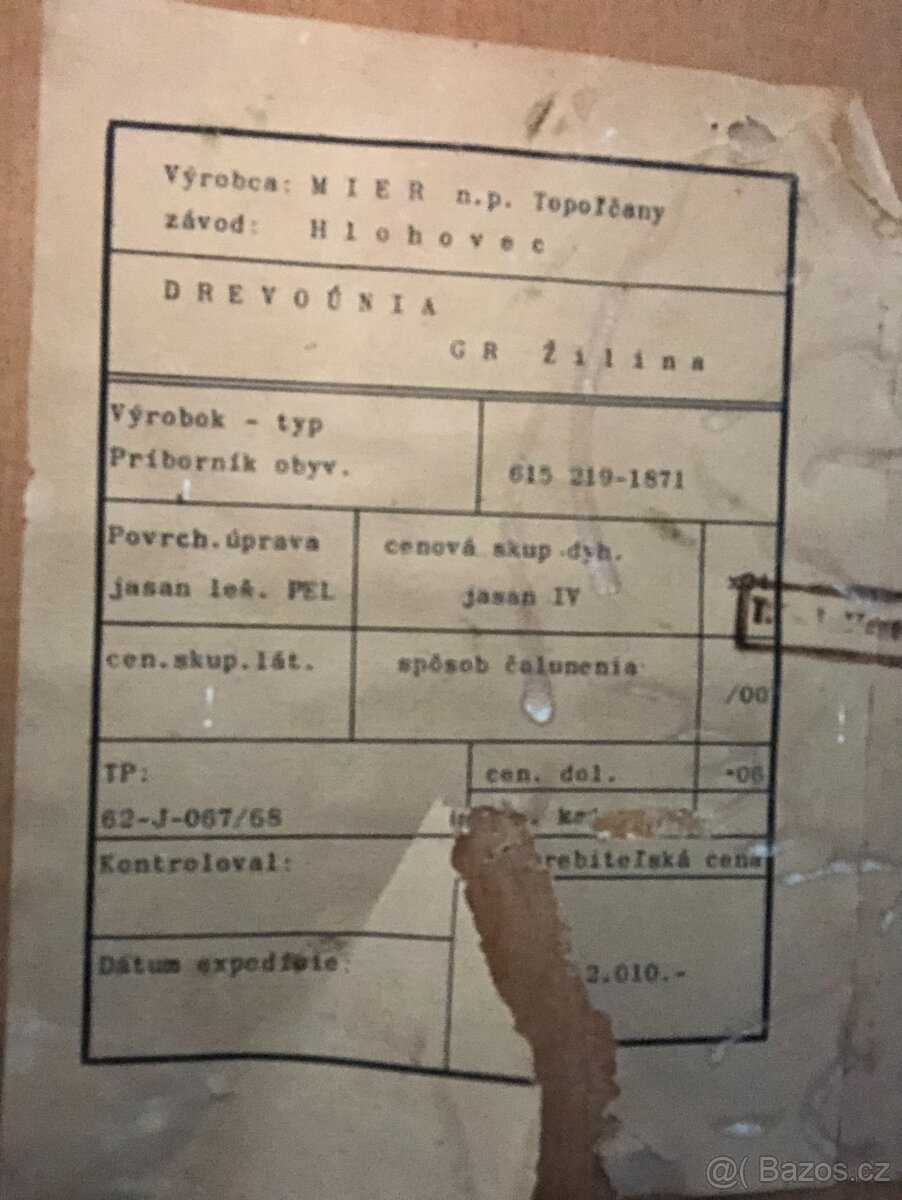 Výrobca: M I E R n.p. Topoľčany
závod: H l o h o v e c
D R E V O Ú N I A
G R Ž i l i n a
Výrobok - typ
Príborník obyv.
615 219-1871
Povrch.úprava
jasan leš. PEL
cenová skup.dyh.
jasan IV
cen.skup.lát.
spôsob čalunenia
/00
TP:
62-J-067/68
cen. dol.
-06
Kontroloval:
rebiteľská cena
Dátum expedície:
2.010.-
@( Bazos.cz